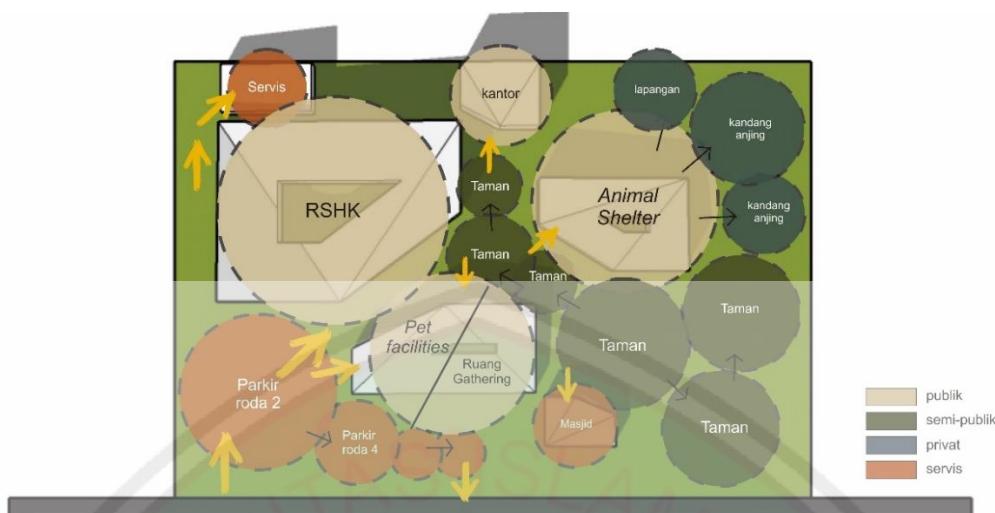 Servis
kantor
lapangan
kandang
anjing
RSHK
Taman
Animal
Shelter
kandang
anjing
Taman
Taman
Taman
Pet
facilities
Ruang
Gathering
Taman
Parkir
roda 2
Parkir
roda 4
Masjid
Taman
publik
semi-publik
privat
servis